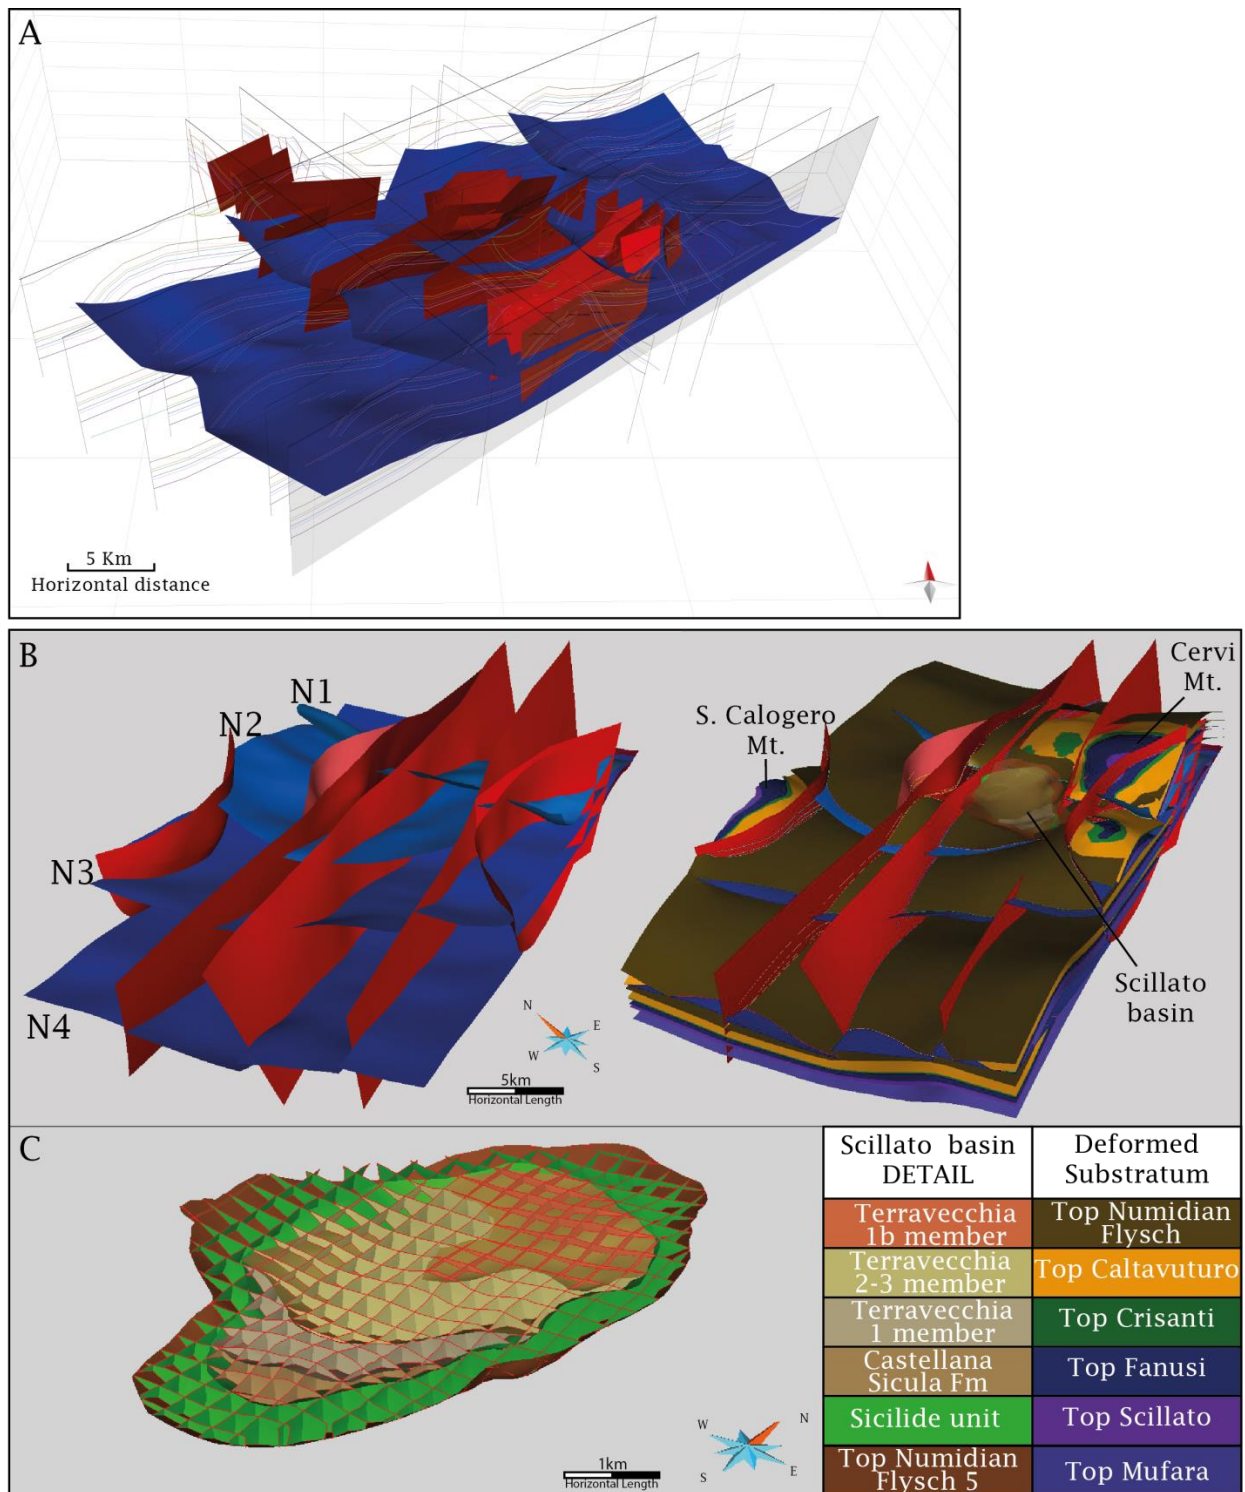 A
5 Km
Horizontal distance
B
N1
N2
N3
N4
N
E
W
S
5km
Horizontal Length
S. Calogero
Mt.
Cervi
Mt.
Scillato
basin
C
W
N
S
E
1km
Horizontal Length
Scillato basin
DETAIL
Deformed
Substratum
Terravecchia
1b member
Top Numidian
Flysch
Terravecchia
2-3 member
Top Caltavuturo
Terravecchia
1 member
Top Crisanti
Castellana
Sicula Fm
Top Fanusi
Sicilide unit
Top Scillato
Top Numidian
Flysch 5
Top Mufara